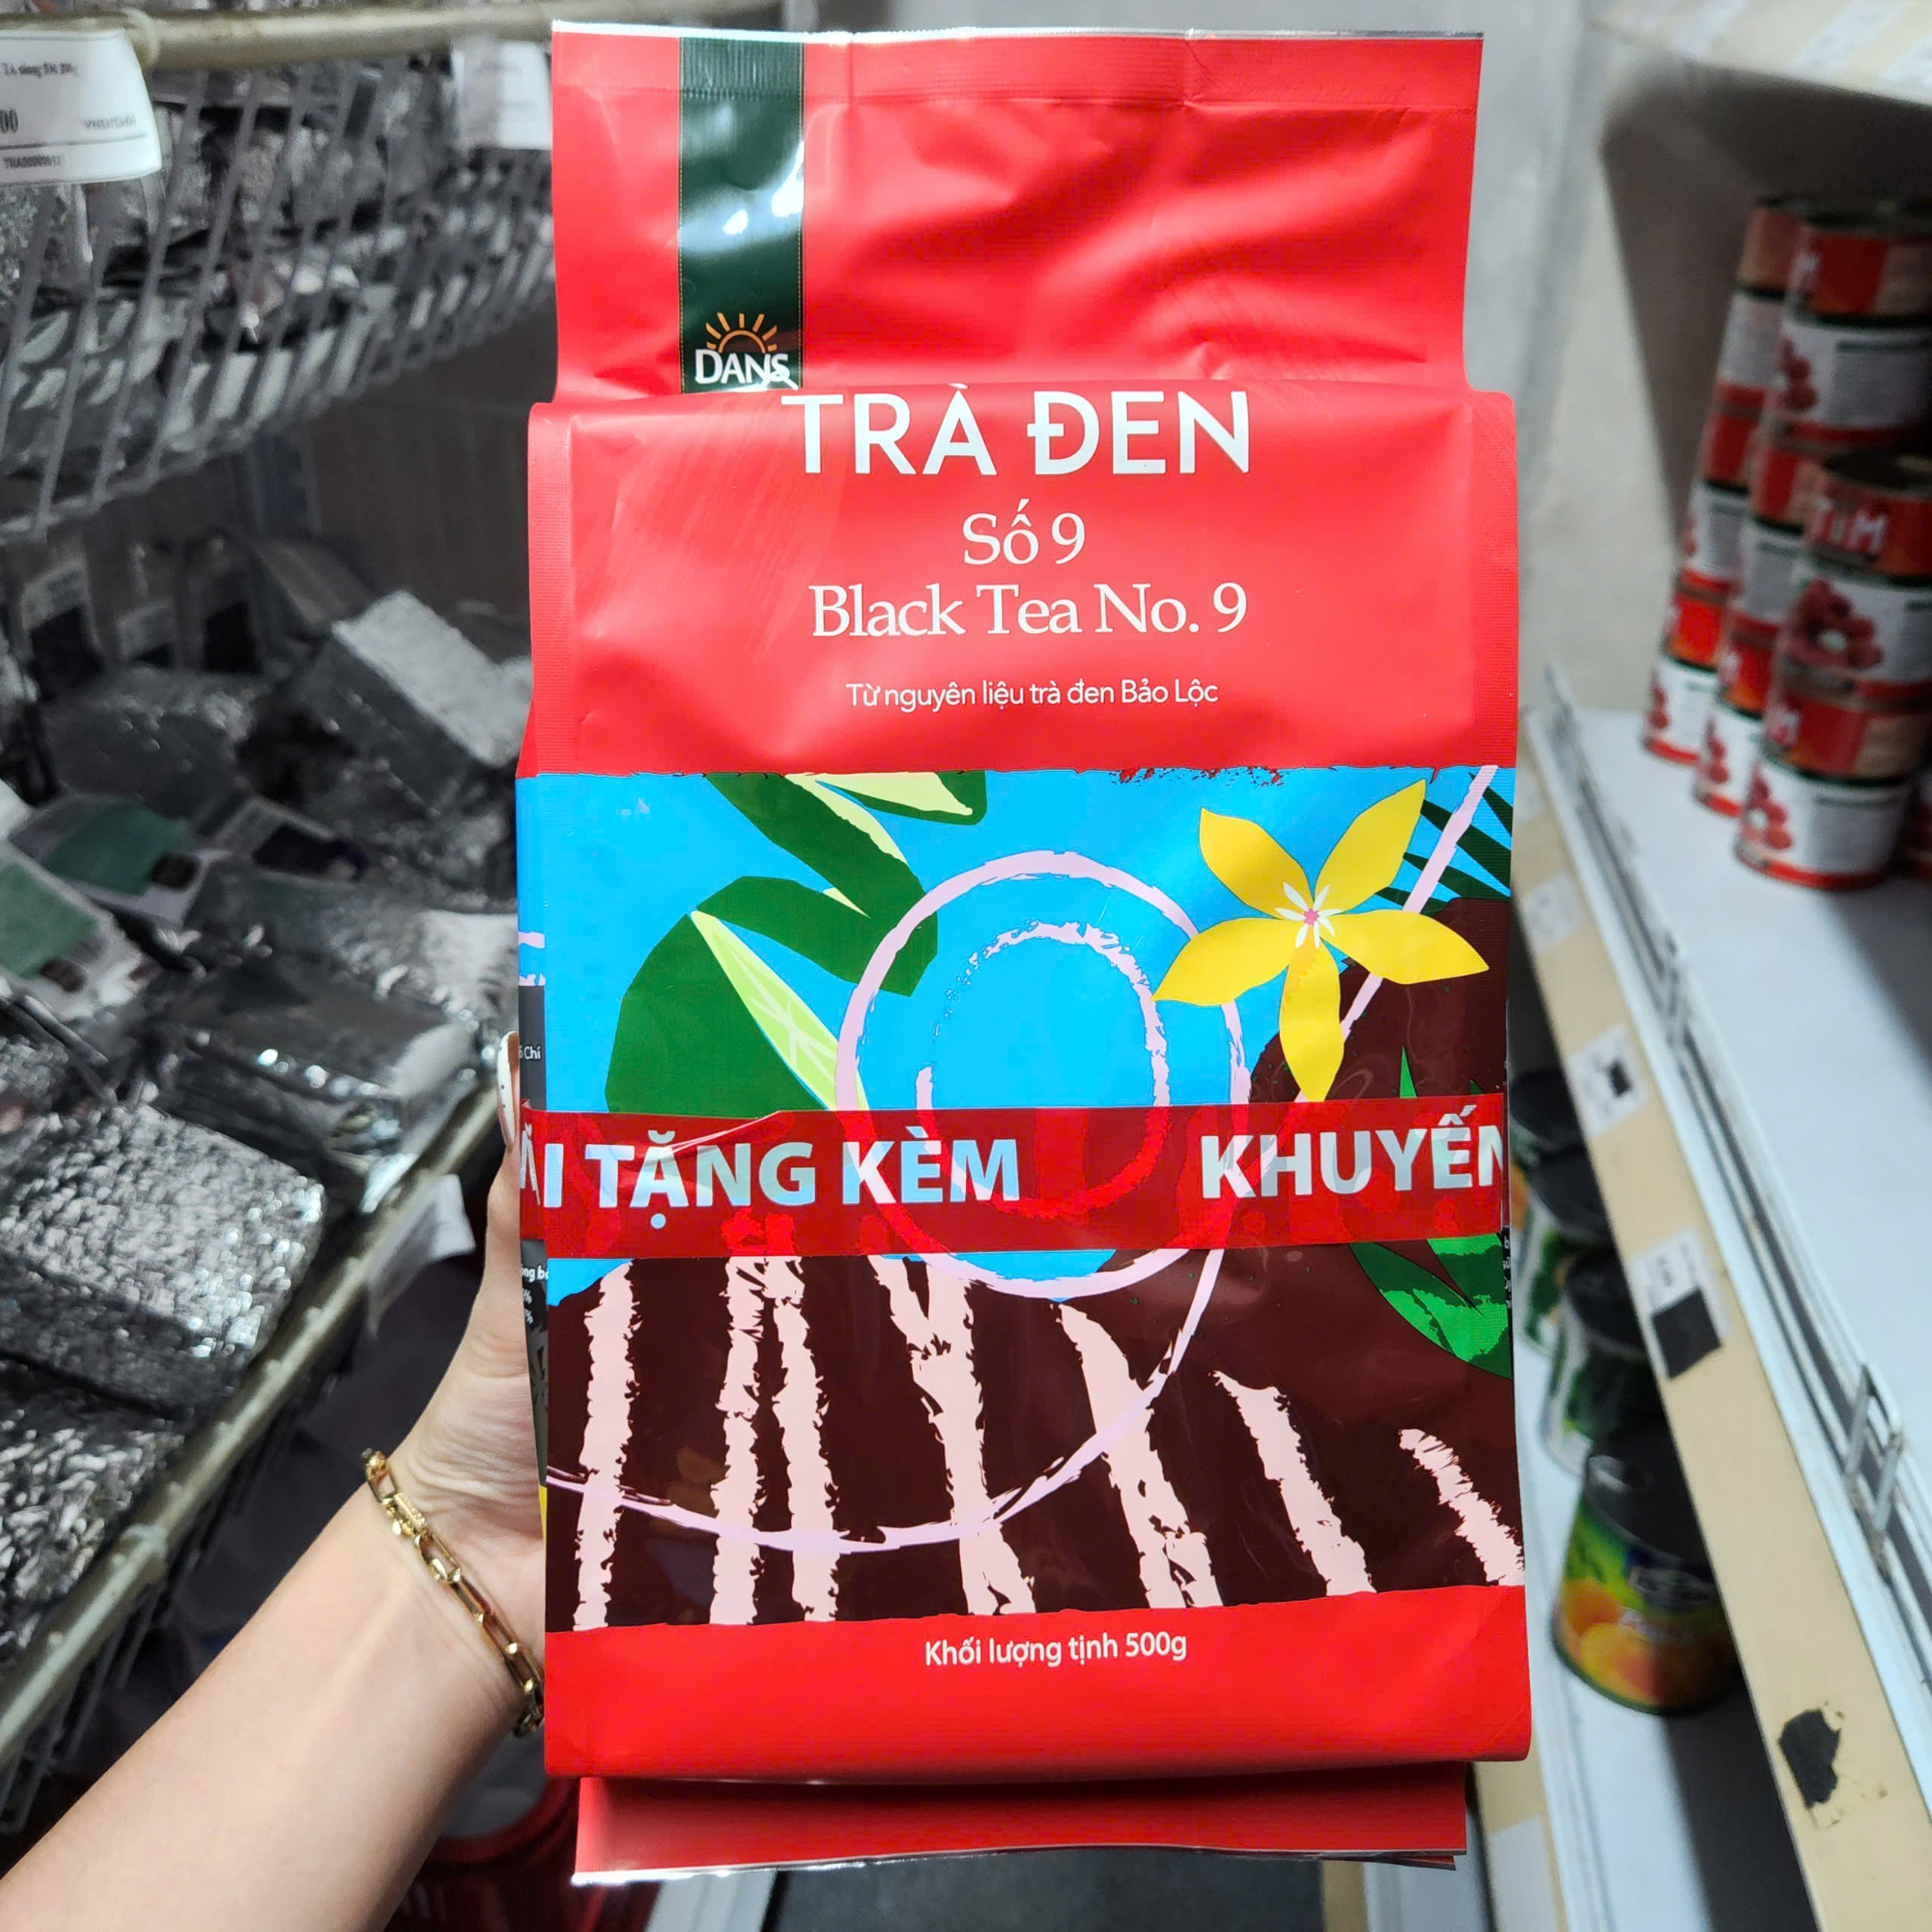 DANS
TRÀ ĐEN
Số 9
Black Tea No. 9
Từ nguyên liệu trà đen Bảo Lộc
ÃI TẶNG KÈM KHUYẾN
Khối lượng tịnh 500g